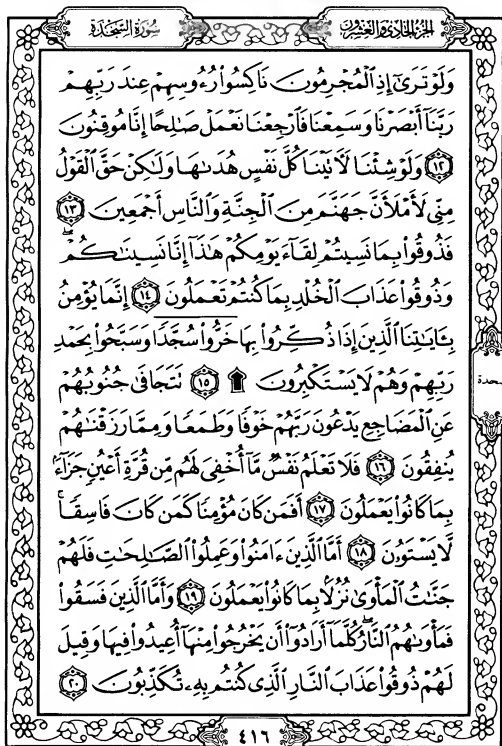 الجزء الحادي والعشرون
سورة السجدة
وَلَوْ تَرَىٰٓ إِذِ ٱلْمُجْرِمُونَ نَاكِسُوا۟ رُءُوسِهِمْ عِندَ رَبِّهِمْ
رَبَّنَآ أَبْصَرْنَا وَسَمِعْنَا فَٱرْجِعْنَا نَعْمَلْ صَـٰلِحًا إِنَّا مُوقِنُونَ
١٢ وَلَوْ شِئْنَا لَـَٔاتَيْنَا كُلَّ نَفْسٍ هُدَىٰهَا وَلَـٰكِنْ حَقَّ ٱلْقَوْلُ
مِنِّى لَأَمْلَأَنَّ جَهَنَّمَ مِنَ ٱلْجِنَّةِ وَٱلنَّاسِ أَجْمَعِينَ ١٣
فَذُوقُوا۟ بِمَا نَسِيتُمْ لِقَآءَ يَوْمِكُمْ هَـٰذَآ إِنَّا نَسِينَـٰكُمْ ۖ
وَذُوقُوا۟ عَذَابَ ٱلْخُلْدِ بِمَا كُنتُمْ تَعْمَلُونَ ١٤ إِنَّمَا يُؤْمِنُ
بِـَٔايَـٰتِنَا ٱلَّذِينَ إِذَا ذُكِّرُوا۟ بِهَا خَرُّوا۟ سُجَّدًا وَسَبَّحُوا۟ بِحَمْدِ
رَبِّهِمْ وَهُمْ لَا يَسْتَكْبِرُونَ ۩ ١٥ تَتَجَافَىٰ جُنُوبُهُمْ
عَنِ ٱلْمَضَاجِعِ يَدْعُونَ رَبَّهُمْ خَوْفًا وَطَمَعًا وَمِمَّا رَزَقْنَـٰهُمْ
يُنفِقُونَ ١٦ فَلَا تَعْلَمُ نَفْسٌ مَّآ أُخْفِىَ لَهُم مِّن قُرَّةِ أَعْيُنٍ جَزَآءًۢ
بِمَا كَانُوا۟ يَعْمَلُونَ ١٧ أَفَمَن كَانَ مُؤْمِنًا كَمَن كَانَ فَاسِقًا ۚ
لَّا يَسْتَوُۥنَ ١٨ أَمَّا ٱلَّذِينَ ءَامَنُوا۟ وَعَمِلُوا۟ ٱلصَّـٰلِحَـٰتِ فَلَهُمْ
جَنَّـٰتُ ٱلْمَأْوَىٰ نُزُلًۢا بِمَا كَانُوا۟ يَعْمَلُونَ ١٩ وَأَمَّا ٱلَّذِينَ فَسَقُوا۟
فَمَأْوَىٰهُمُ ٱلنَّارُ ۖ كُلَّمَآ أَرَادُوٓا۟ أَن يَخْرُجُوا۟ مِنْهَآ أُعِيدُوا۟ فِيهَا وَقِيلَ
لَهُمْ ذُوقُوا۟ عَذَابَ ٱلنَّارِ ٱلَّذِى كُنتُم بِهِۦ تُكَذِّبُونَ ٢٠
٤١٦